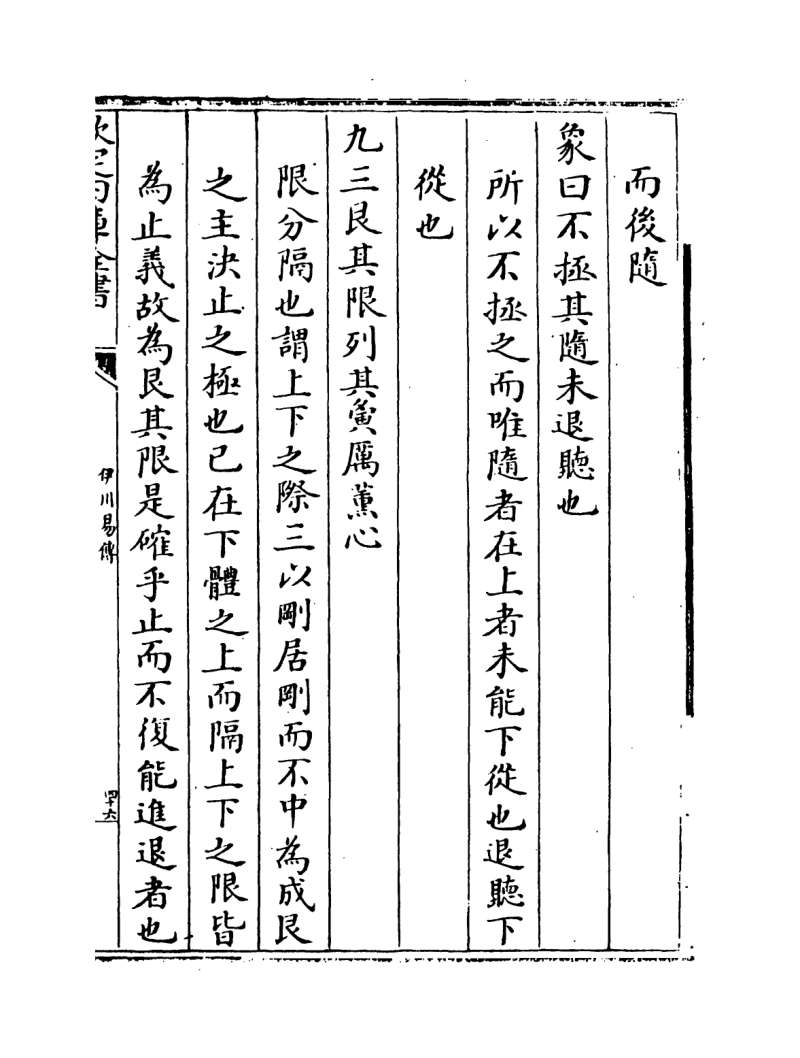 而後隨
象曰不拯其隨未退聽也
所以不拯之而唯隨者在上者未能下從也退聽下
從也
九三艮其限列其夤厲薰心
限分隔也謂上下之際三以剛居剛而不中為成艮
之主決止之極也已在下體之上而隔上下之限皆
為止義故為艮其限是確乎止而不復能進退者也
欽定四庫全書
伊川易傳
四十六